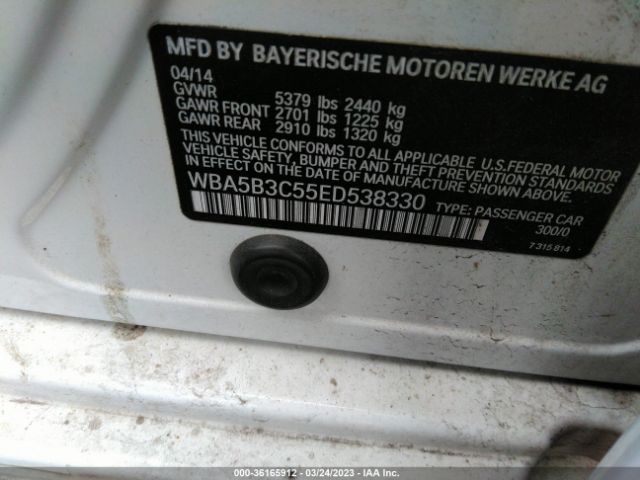 MFD BY BAYERISCHE MOTOREN WERKE AG
04/14
GVWR 5379 lbs 2440 kg
GAWR FRONT 2701 lbs 1225 kg
GAWR REAR 2910 lbs 1320 kg
THIS VEHICLE CONFORMS TO ALL APPLICABLE U.S.FEDERAL MOTOR
VEHICLE SAFETY, BUMPER AND THEFT PREVENTION STANDARDS
IN EFFECT ON THE DATE OF MANUFACTURE SHOWN ABOVE.
WBA5B3C55ED538330
TYPE: PASSENGER CAR
300/0
7 315 814
000-36165912 - 03/24/2023 - IAA Inc.